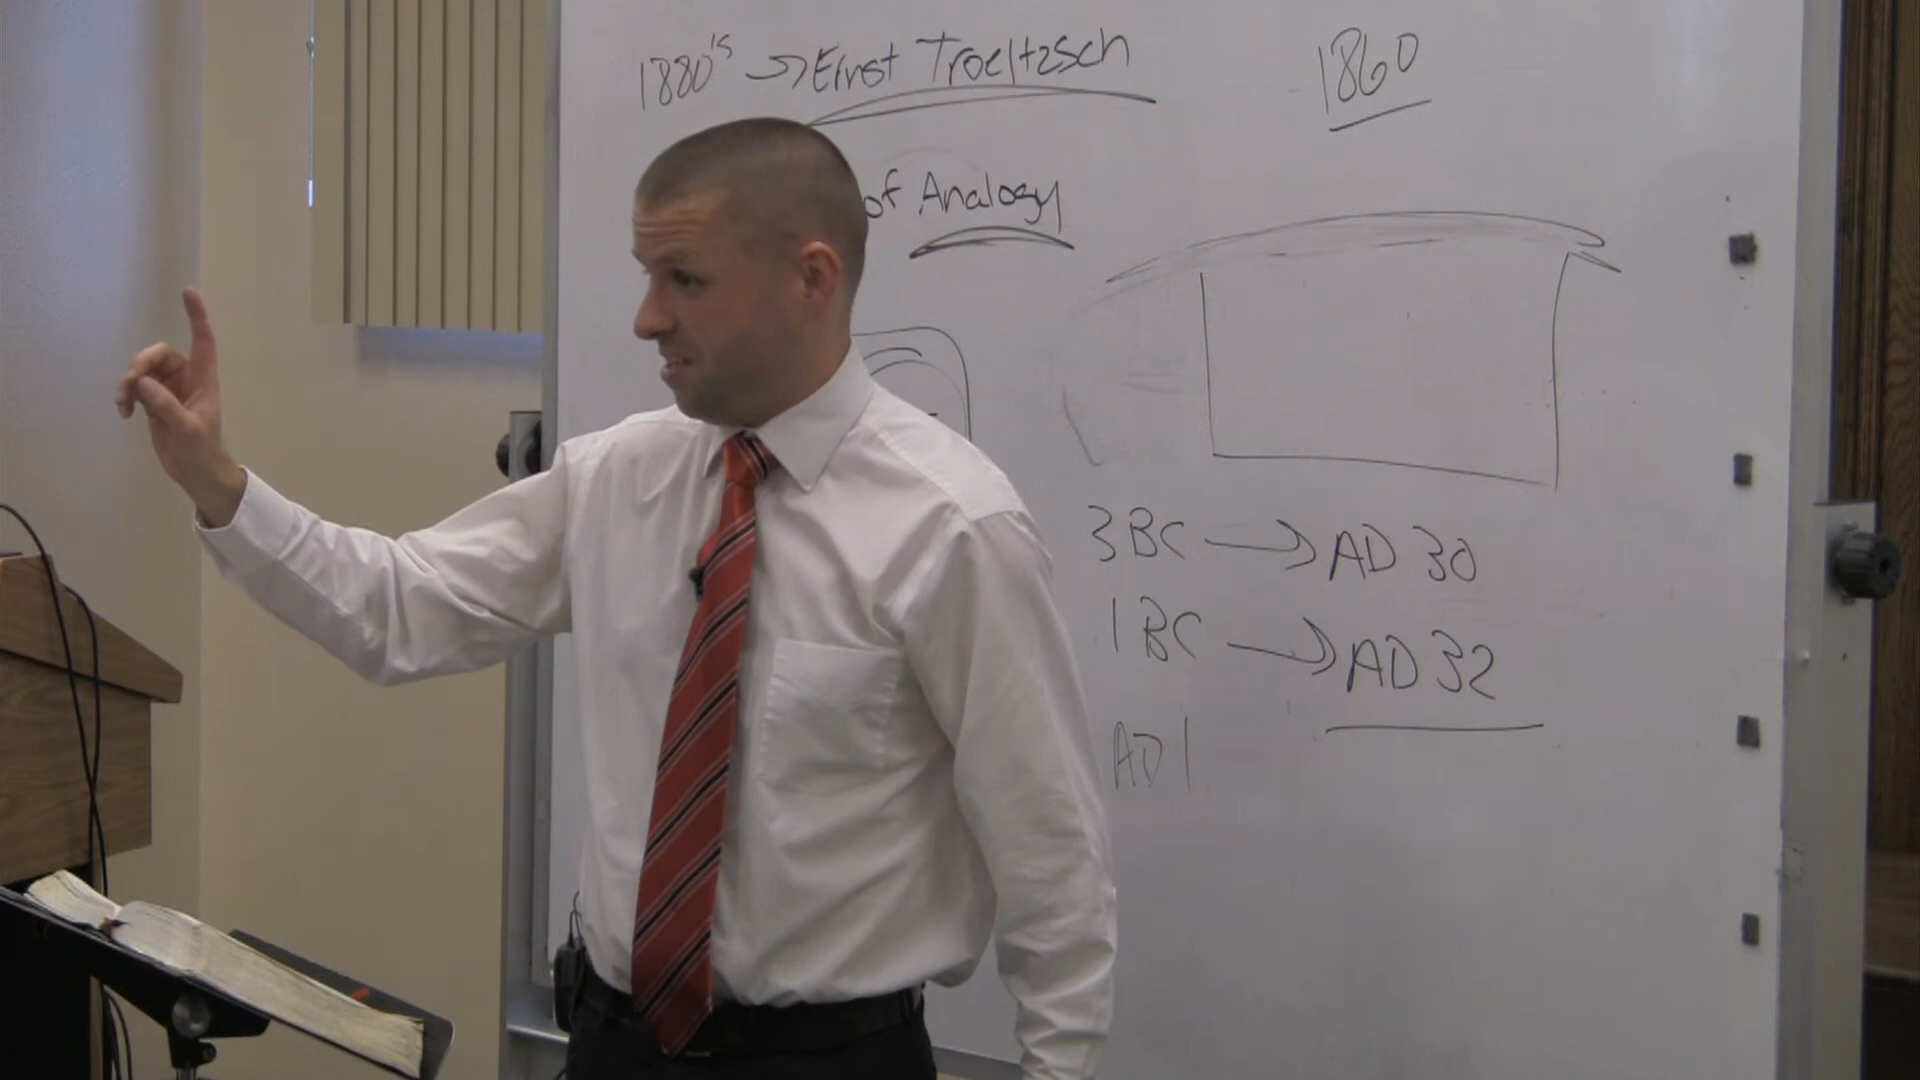 1880's → Ernst Troeltzsch
1860
of Analogy
3 BC → AD 30
1 BC → AD 32
AD 1